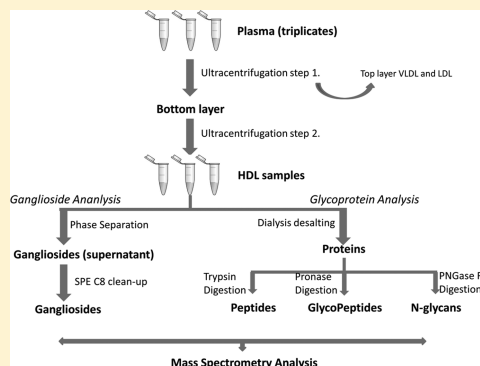 Plasma (triplicates)
Ultracentrifugation step 1.
Top layer VLDL and LDL
Bottom layer
Ultracentrifugation step 2.
HDL samples
Ganglioside Ananlysis
Glycoprotein Analysis
Phase Separation
Dialysis desalting
Gangliosides (supernatant)
Proteins
SPE C8 clean-up
Trypsin
Digestion
Pronase
Digestion
PNGase F
Digestion
Gangliosides
Peptides
GlycoPeptides
N-glycans
Mass Spectrometry Analysis